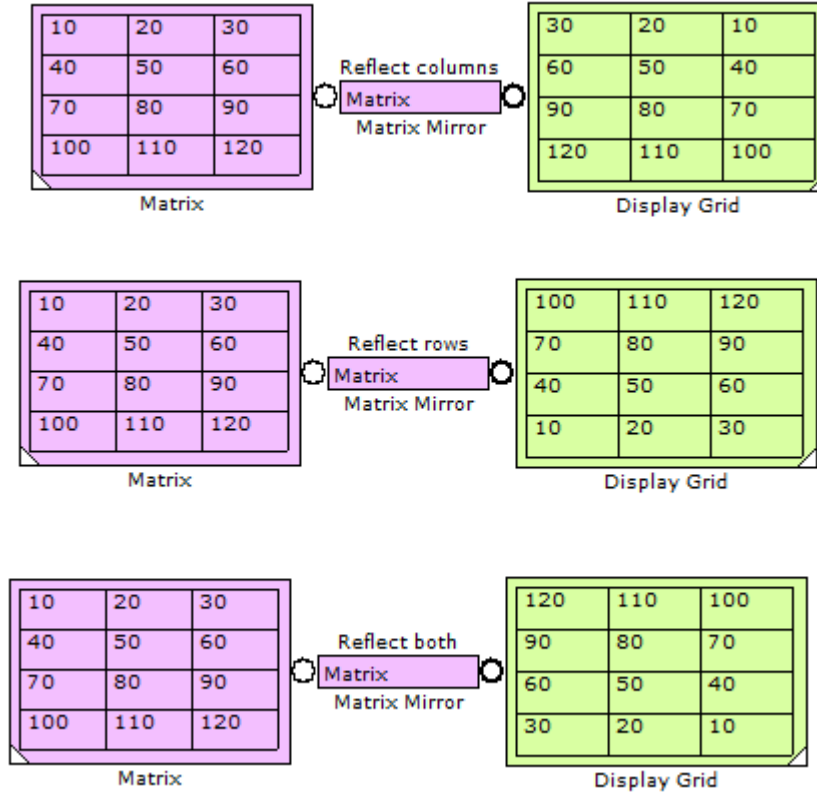 10 20 30
40 50 60
70 80 90
100 110 120
Matrix
Reflect columns
Matrix
Matrix Mirror
30 20 10
60 50 40
90 80 70
120 110 100
Display Grid
10 20 30
40 50 60
70 80 90
100 110 120
Matrix
Reflect rows
Matrix
Matrix Mirror
100 110 120
70 80 90
40 50 60
10 20 30
Display Grid
10 20 30
40 50 60
70 80 90
100 110 120
Matrix
Reflect both
Matrix
Matrix Mirror
120 110 100
90 80 70
60 50 40
30 20 10
Display Grid